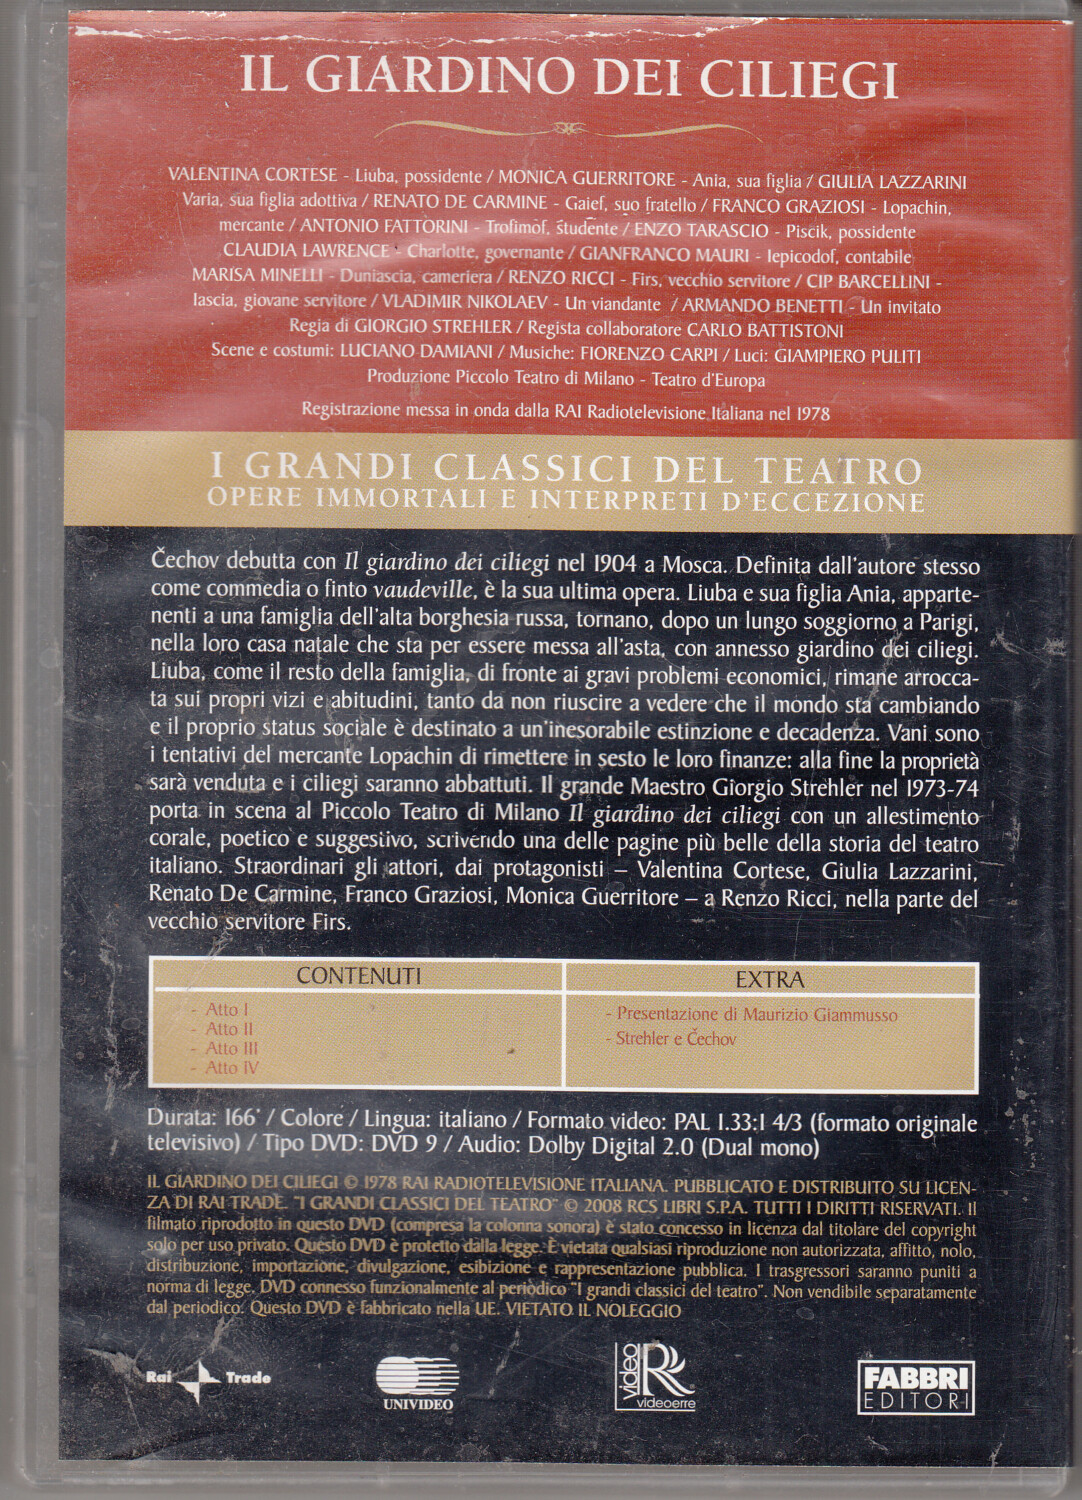 IL GIARDINO DEI CILIEGI
VALENTINA CORTESE - Liuba, possidente / MONICA GUERRITORE - Ania, sua figlia / GIULIA LAZZARINI
Varia, sua figlia adottiva / RENATO DE CARMINE - Gaief, suo fratello / FRANCO GRAZIOSI - Lopachin,
mercante / ANTONIO FATTORINI - Trofimof, studente / ENZO TARASCIO - Piscik, possidente
CLAUDIA LAWRENCE - Charlotte, governante / GIANFRANCO MAURI - Iepicodof, contabile
MARISA MINELLI - Duniascia, cameriera / RENZO RICCI - Firs, vecchio servitore / CIP BARCELLINI -
Iascia, giovane servitore / VLADIMIR NIKOLAEV - Un viandante / ARMANDO BENETTI - Un invitato
Regia di GIORGIO STREHLER / Regista collaboratore CARLO BATTISTONI
Scene e costumi: LUCIANO DAMIANI / Musiche: FIORENZO CARPI / Luci: GIAMPIERO PULITI
Produzione Piccolo Teatro di Milano - Teatro d'Europa
Registrazione messa in onda dalla RAI Radiotelevisione Italiana nel 1978
I GRANDI CLASSICI DEL TEATRO
OPERE IMMORTALI E INTERPRETI D'ECCEZIONE
Čechov debutta con Il giardino dei ciliegi nel 1904 a Mosca. Definita dall'autore stesso
come commedia o finto vaudeville, è la sua ultima opera. Liuba e sua figlia Ania, apparte-
nenti a una famiglia dell'alta borghesia russa, tornano, dopo un lungo soggiorno a Parigi,
nella loro casa natale che sta per essere messa all'asta, con annesso giardino dei ciliegi.
Liuba, come il resto della famiglia, di fronte ai gravi problemi economici, rimane arrocca-
ta sui propri vizi e abitudini, tanto da non riuscire a vedere che il mondo sta cambiando
e il proprio status sociale è destinato a un'inesorabile estinzione e decadenza. Vani sono
i tentativi del mercante Lopachin di rimettere in sesto le loro finanze: alla fine la proprietà
sarà venduta e i ciliegi saranno abbattuti. Il grande Maestro Giorgio Strehler nel 1973-74
porta in scena al Piccolo Teatro di Milano Il giardino dei ciliegi con un allestimento
corale, poetico e suggestivo, scrivendo una delle pagine più belle della storia del teatro
italiano. Straordinari gli attori, dai protagonisti – Valentina Cortese, Giulia Lazzarini,
Renato De Carmine, Franco Graziosi, Monica Guerritore – a Renzo Ricci, nella parte del
vecchio servitore Firs.
CONTENUTI
- Atto I
- Atto II
- Atto III
- Atto IV
EXTRA
- Presentazione di Maurizio Giammusso
- Strehler e Čechov
Durata: 166' / Colore / Lingua: italiano / Formato video: PAL 1.33:1 4/3 (formato originale
televisivo) / Tipo DVD: DVD 9 / Audio: Dolby Digital 2.0 (Dual mono)
IL GIARDINO DEI CILIEGI © 1978 RAI RADIOTELEVISIONE ITALIANA. PUBBLICATO E DISTRIBUITO SU LICEN-
ZA DI RAI TRADE. "I GRANDI CLASSICI DEL TEATRO" © 2008 RCS LIBRI S.P.A. TUTTI I DIRITTI RISERVATI. Il
filmato riprodotto in questo DVD (compresa la colonna sonora) è stato concesso in licenza dal titolare del copyright
solo per uso privato. Questo DVD è protetto dalla legge. È vietata qualsiasi riproduzione non autorizzata, affitto, nolo,
distribuzione, importazione, divulgazione, esibizione e rappresentazione pubblica. I trasgressori saranno puniti a
norma di legge. DVD connesso funzionalmente al periodico "I grandi classici del teatro". Non vendibile separatamente
dal periodico. Questo DVD è fabbricato nella UE. VIETATO IL NOLEGGIO
Rai Trade
UNIVIDEO
video R videoerre
FABBRI
EDITORI